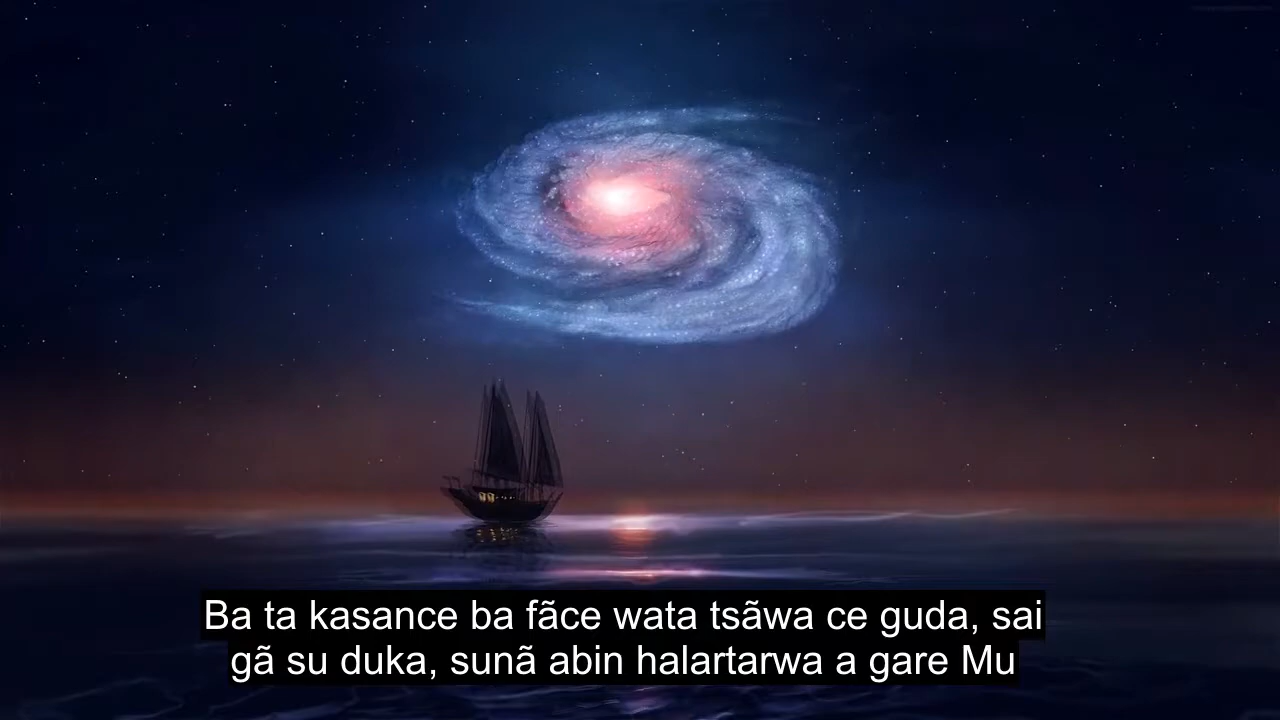 Ba ta kasance ba fãce wata tsãwa ce guda, sai
gã su duka, sunã abin halartarwa a gare Mu